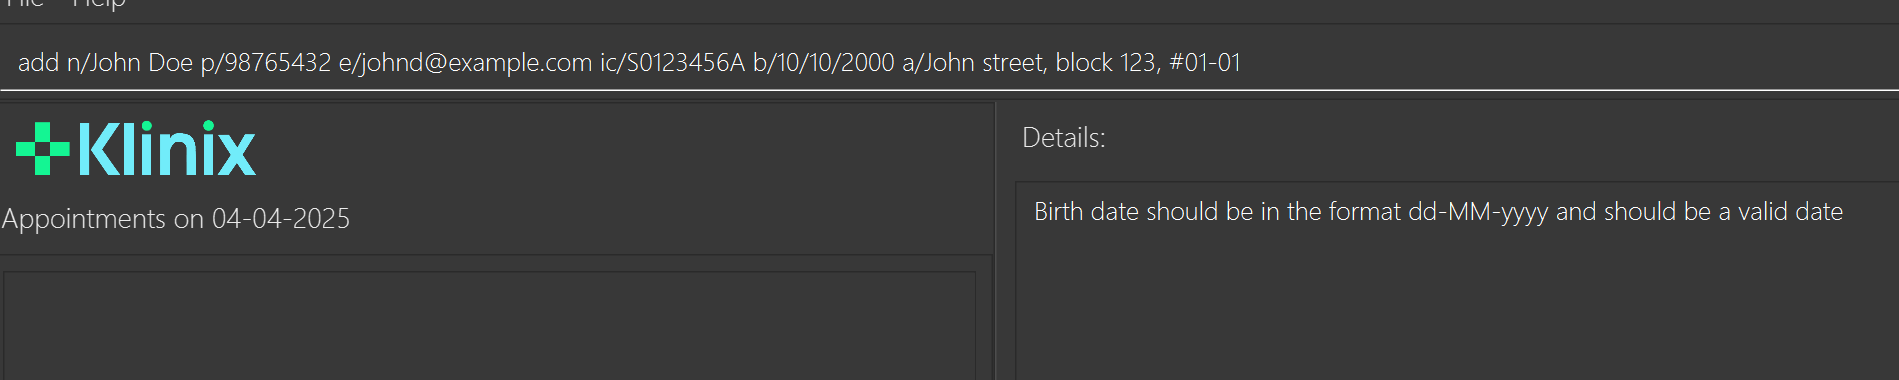 File Help
add n/John Doe p/98765432 e/johnd@example.com ic/S0123456A b/10/10/2000 a/John street, block 123, #01-01
Klinix
Appointments on 04-04-2025
Details:
Birth date should be in the format dd-MM-yyyy and should be a valid date